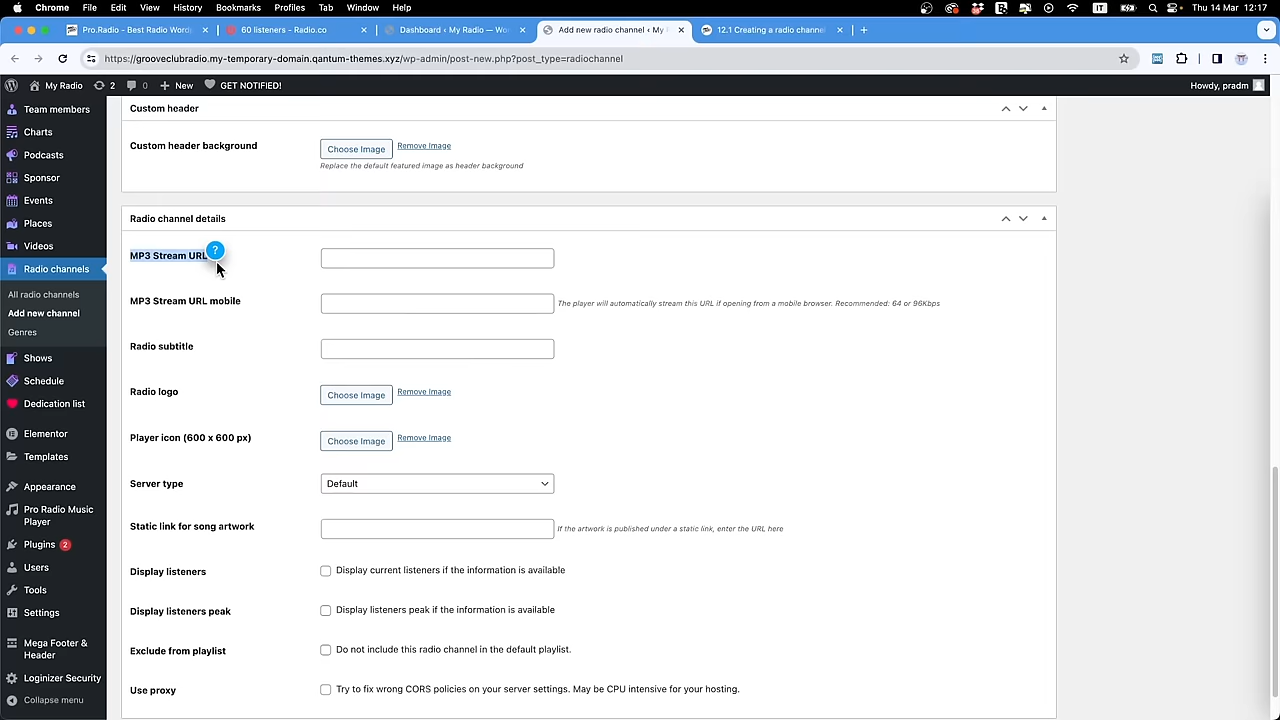 Chrome File Edit View History Bookmarks Profiles Tab Window Help IT Thu 14 Mar 12:17
Pro.Radio - Best Radio Word 60 listeners - Radio.co Dashboard ‹ My Radio — Wo Add new radio channel ‹ My 12.1 Creating a radio channel
https://grooveclubradio.my-temporary-domain.qantum-themes.xyz/wp-admin/post-new.php?post_type=radiochannel
My Radio 2 0 New GET NOTIFIED! Howdy, pradm
Team members
Charts
Podcasts
Sponsor
Events
Places
Videos
Radio channels
All radio channels
Add new channel
Genres
Shows
Schedule
Dedication list
Elementor
Templates
Appearance
Pro Radio Music
Player
Plugins 2
Users
Tools
Settings
Mega Footer &
Header
Loginizer Security
Collapse menu
Custom header
Custom header background Choose Image Remove Image
Replace the default featured image as header background
Radio channel details
MP3 Stream URL ?
MP3 Stream URL mobile The player will automatically stream this URL if opening from a mobile browser. Recommended: 64 or 96Kbps
Radio subtitle
Radio logo Choose Image Remove Image
Player icon (600 x 600 px) Choose Image Remove Image
Server type Default
Static link for song artwork If the artwork is published under a static link, enter the URL here
Display listeners Display current listeners if the information is available
Display listeners peak Display listeners peak if the information is available
Exclude from playlist Do not include this radio channel in the default playlist.
Use proxy Try to fix wrong CORS policies on your server settings. May be CPU intensive for your hosting.